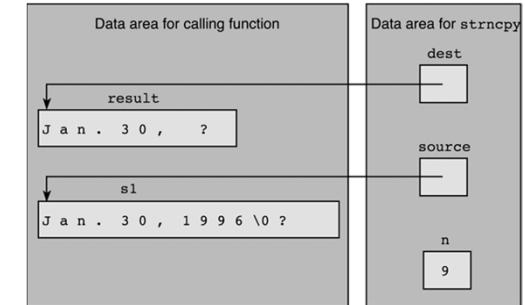 Data area for calling function
Data area for strncpy
dest
result
J a n . 3 0 , ?
source
s1
J a n . 3 0 , 1 9 9 6 \0 ?
n
9